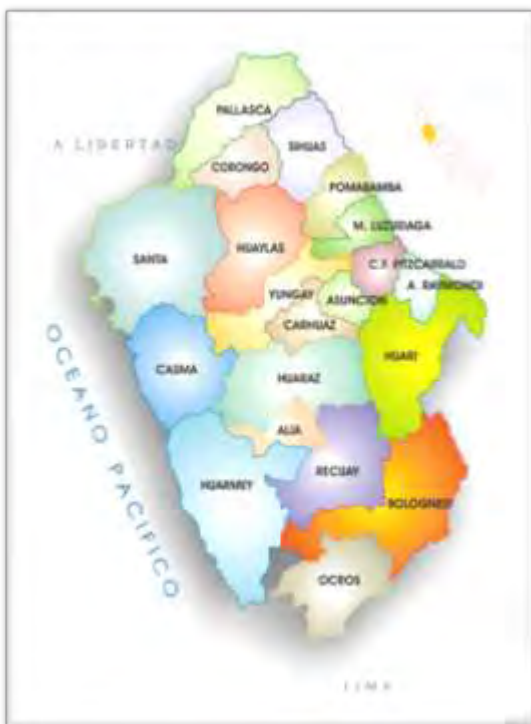 PALLASCA
SIHUAS
A LIBERTAD
CORONGO
POMABAMBA
M. LUZURIAGA
HUAYLAS
SANTA
C.F. FITZCARRALD
A. RAYMONDI
YUNGAY
ASUNCION
CARHUAZ
HUARI
CASMA
HUARAZ
OCEANO PACIFICO
AIJA
RECUAY
HUARMEY
BOLOGNESI
OCROS
LIMA